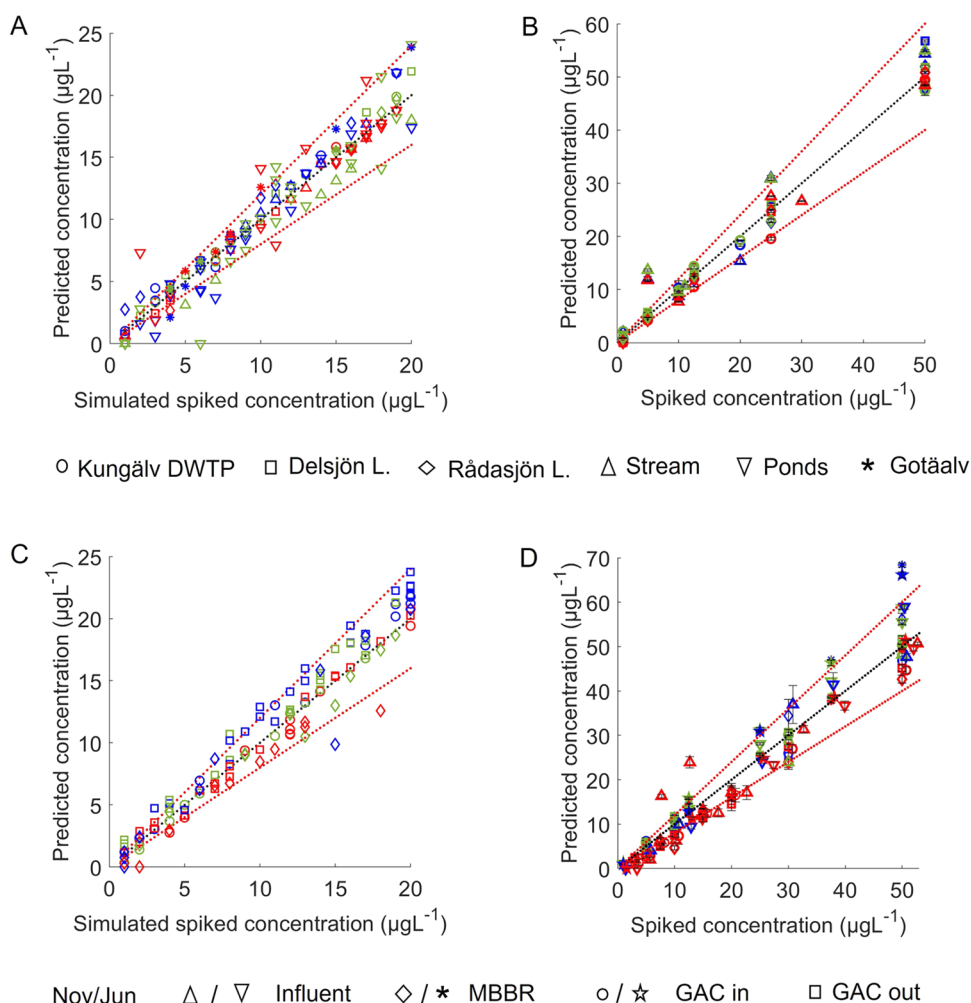 A
B
Predicted concentration (µgL⁻¹)
25
20
15
10
5
0
0 5 10 15 20
Simulated spiked concentration (µgL⁻¹)
Predicted concentration (µgL⁻¹)
60
50
40
30
20
10
0
0 10 20 30 40 50
Spiked concentration (µgL⁻¹)
○ Kungälv DWTP □ Delsjön L. ◇ Rådasjön L. △ Stream ▽ Ponds * Gotäalv
C
D
Predicted concentration (µgL⁻¹)
25
20
15
10
5
0
0 5 10 15 20
Simulated spiked concentration (µgL⁻¹)
Predicted concentration (µgL⁻¹)
70
60
50
40
30
20
10
0
0 10 20 30 40 50
Spiked concentration (µgL⁻¹)
Nov/Jun △ / ▽ Influent ◇ / * MBBR ○ / ☆ GAC in □ GAC out